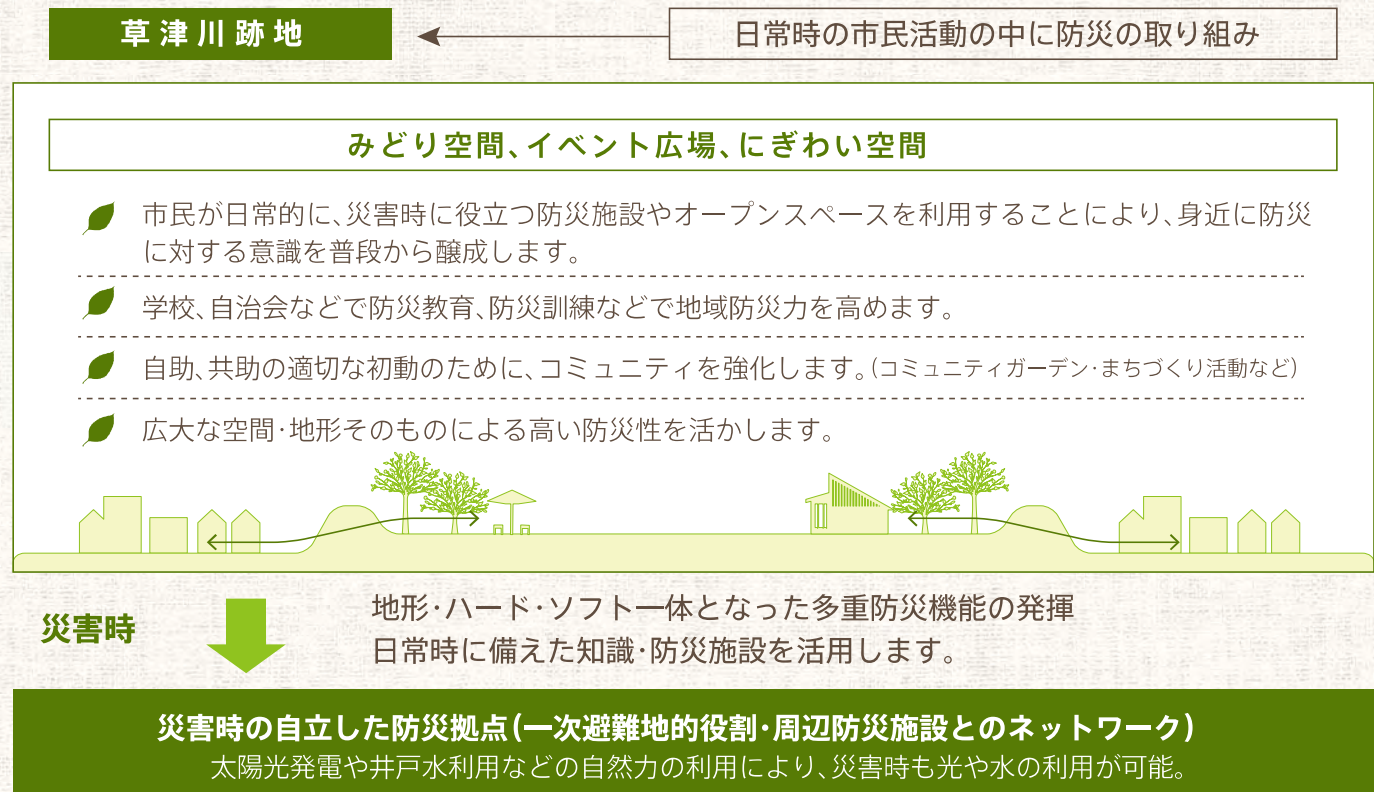 草津川跡地
日常時の市民活動の中に防災の取り組み
みどり空間、イベント広場、にぎわい空間
市民が日常的に、災害時に役立つ防災施設やオープンスペースを利用することにより、身近に防災
に対する意識を普段から醸成します。
学校、自治会などで防災教育、防災訓練などで地域防災力を高めます。
自助、共助の適切な初動のために、コミュニティを強化します。(コミュニティガーデン・まちづくり活動など)
広大な空間・地形そのものによる高い防災性を活かします。
災害時
地形・ハード・ソフト一体となった多重防災機能の発揮
日常時に備えた知識・防災施設を活用します。
災害時の自立した防災拠点(一次避難地的役割・周辺防災施設とのネットワーク)
太陽光発電や井戸水利用などの自然力の利用により、災害時も光や水の利用が可能。